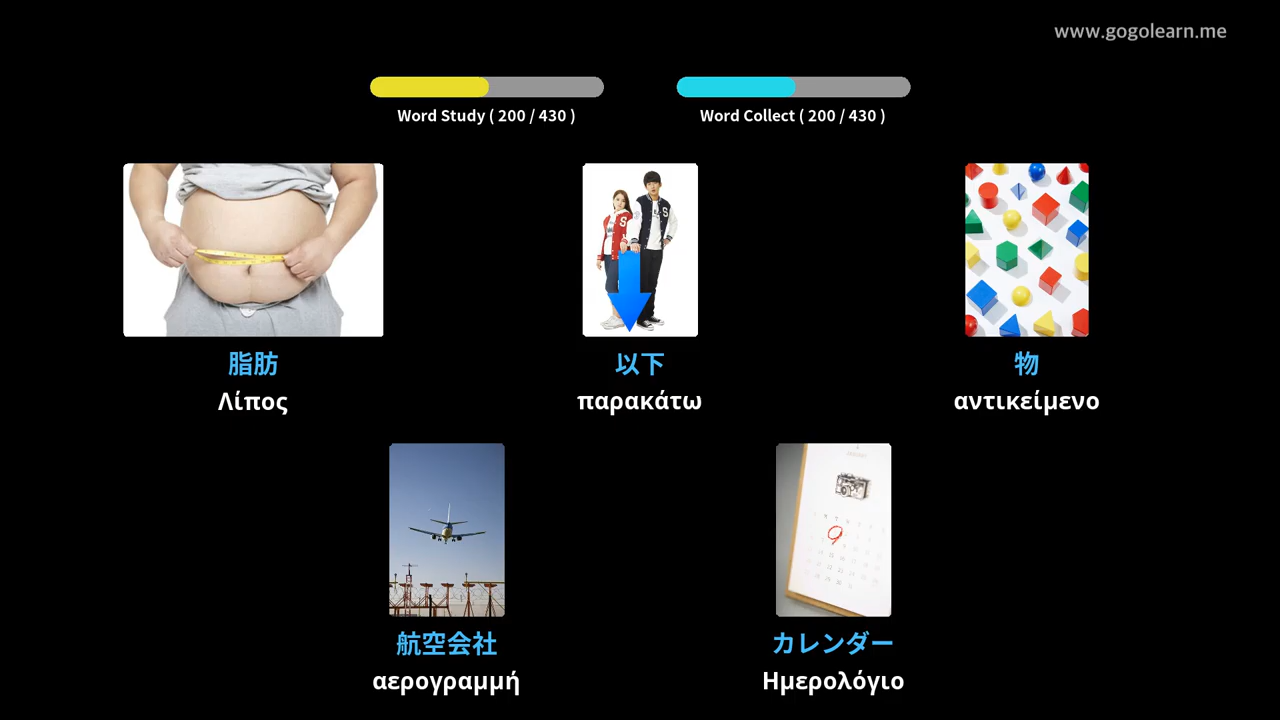 www.gogolearn.me
Word Study ( 200 / 430 )
Word Collect ( 200 / 430 )
脂肪
Λίπος
以下
παρακάτω
物
αντικείμενο
航空会社
αερογραμμή
カレンダー
Ημερολόγιο